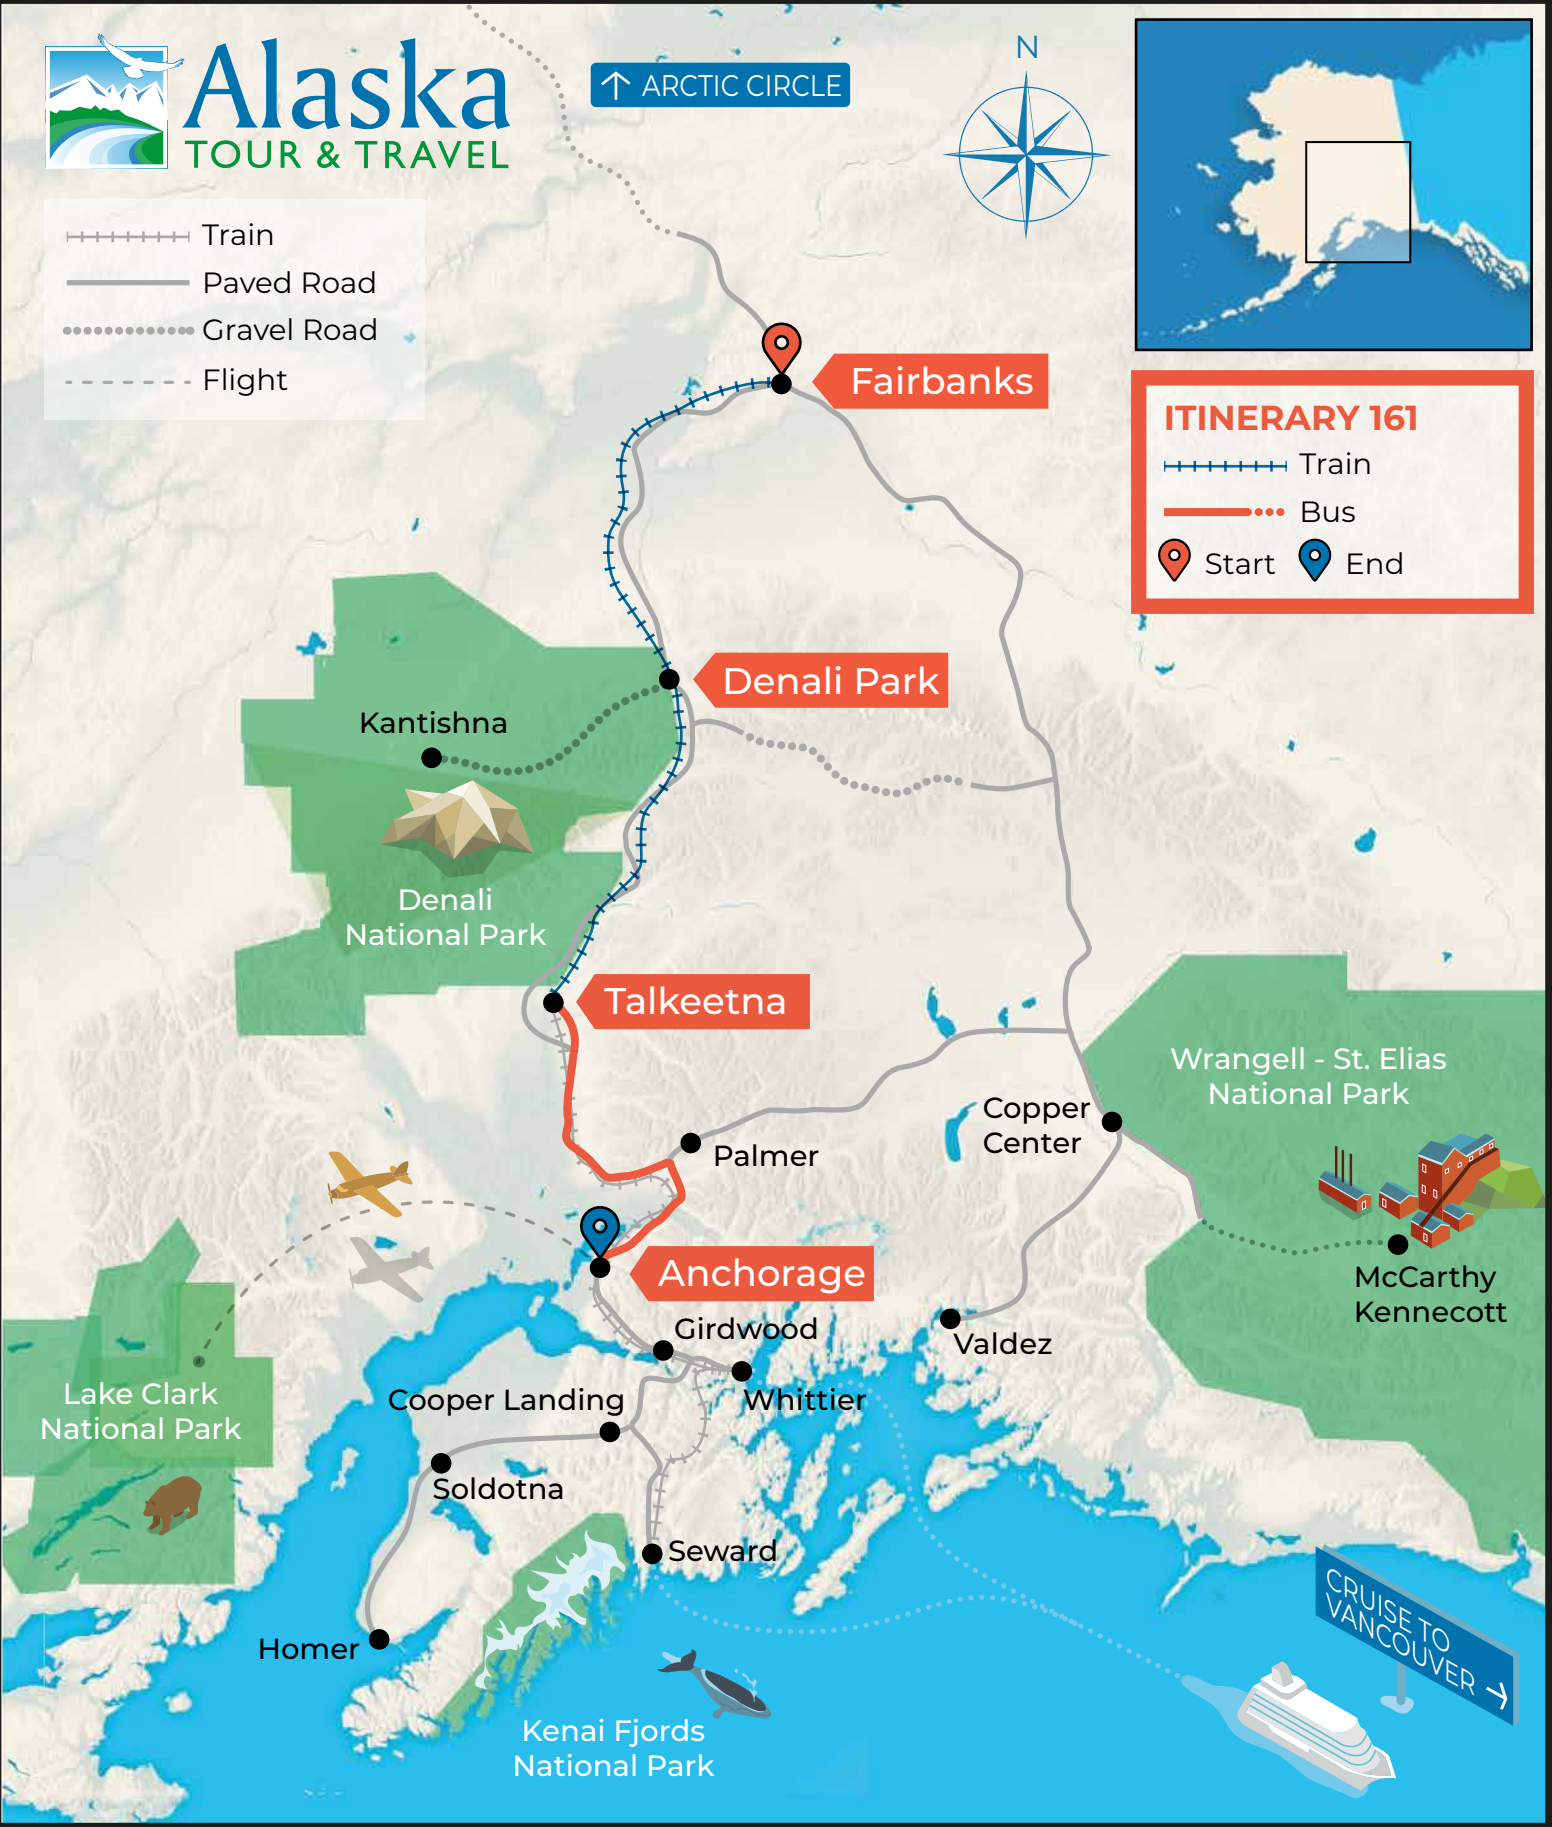 Alaska
TOUR & TRAVEL
↑ ARCTIC CIRCLE
N
Train
Paved Road
Gravel Road
Flight
Fairbanks
ITINERARY 161
Train
Bus
Start
End
Denali Park
Kantishna
Denali
National Park
Talkeetna
Wrangell - St. Elias
National Park
Copper
Center
Palmer
Anchorage
McCarthy
Kennecott
Girdwood
Valdez
Lake Clark
National Park
Cooper Landing
Whittier
Soldotna
Seward
CRUISE TO
VANCOUVER →
Homer
Kenai Fjords
National Park